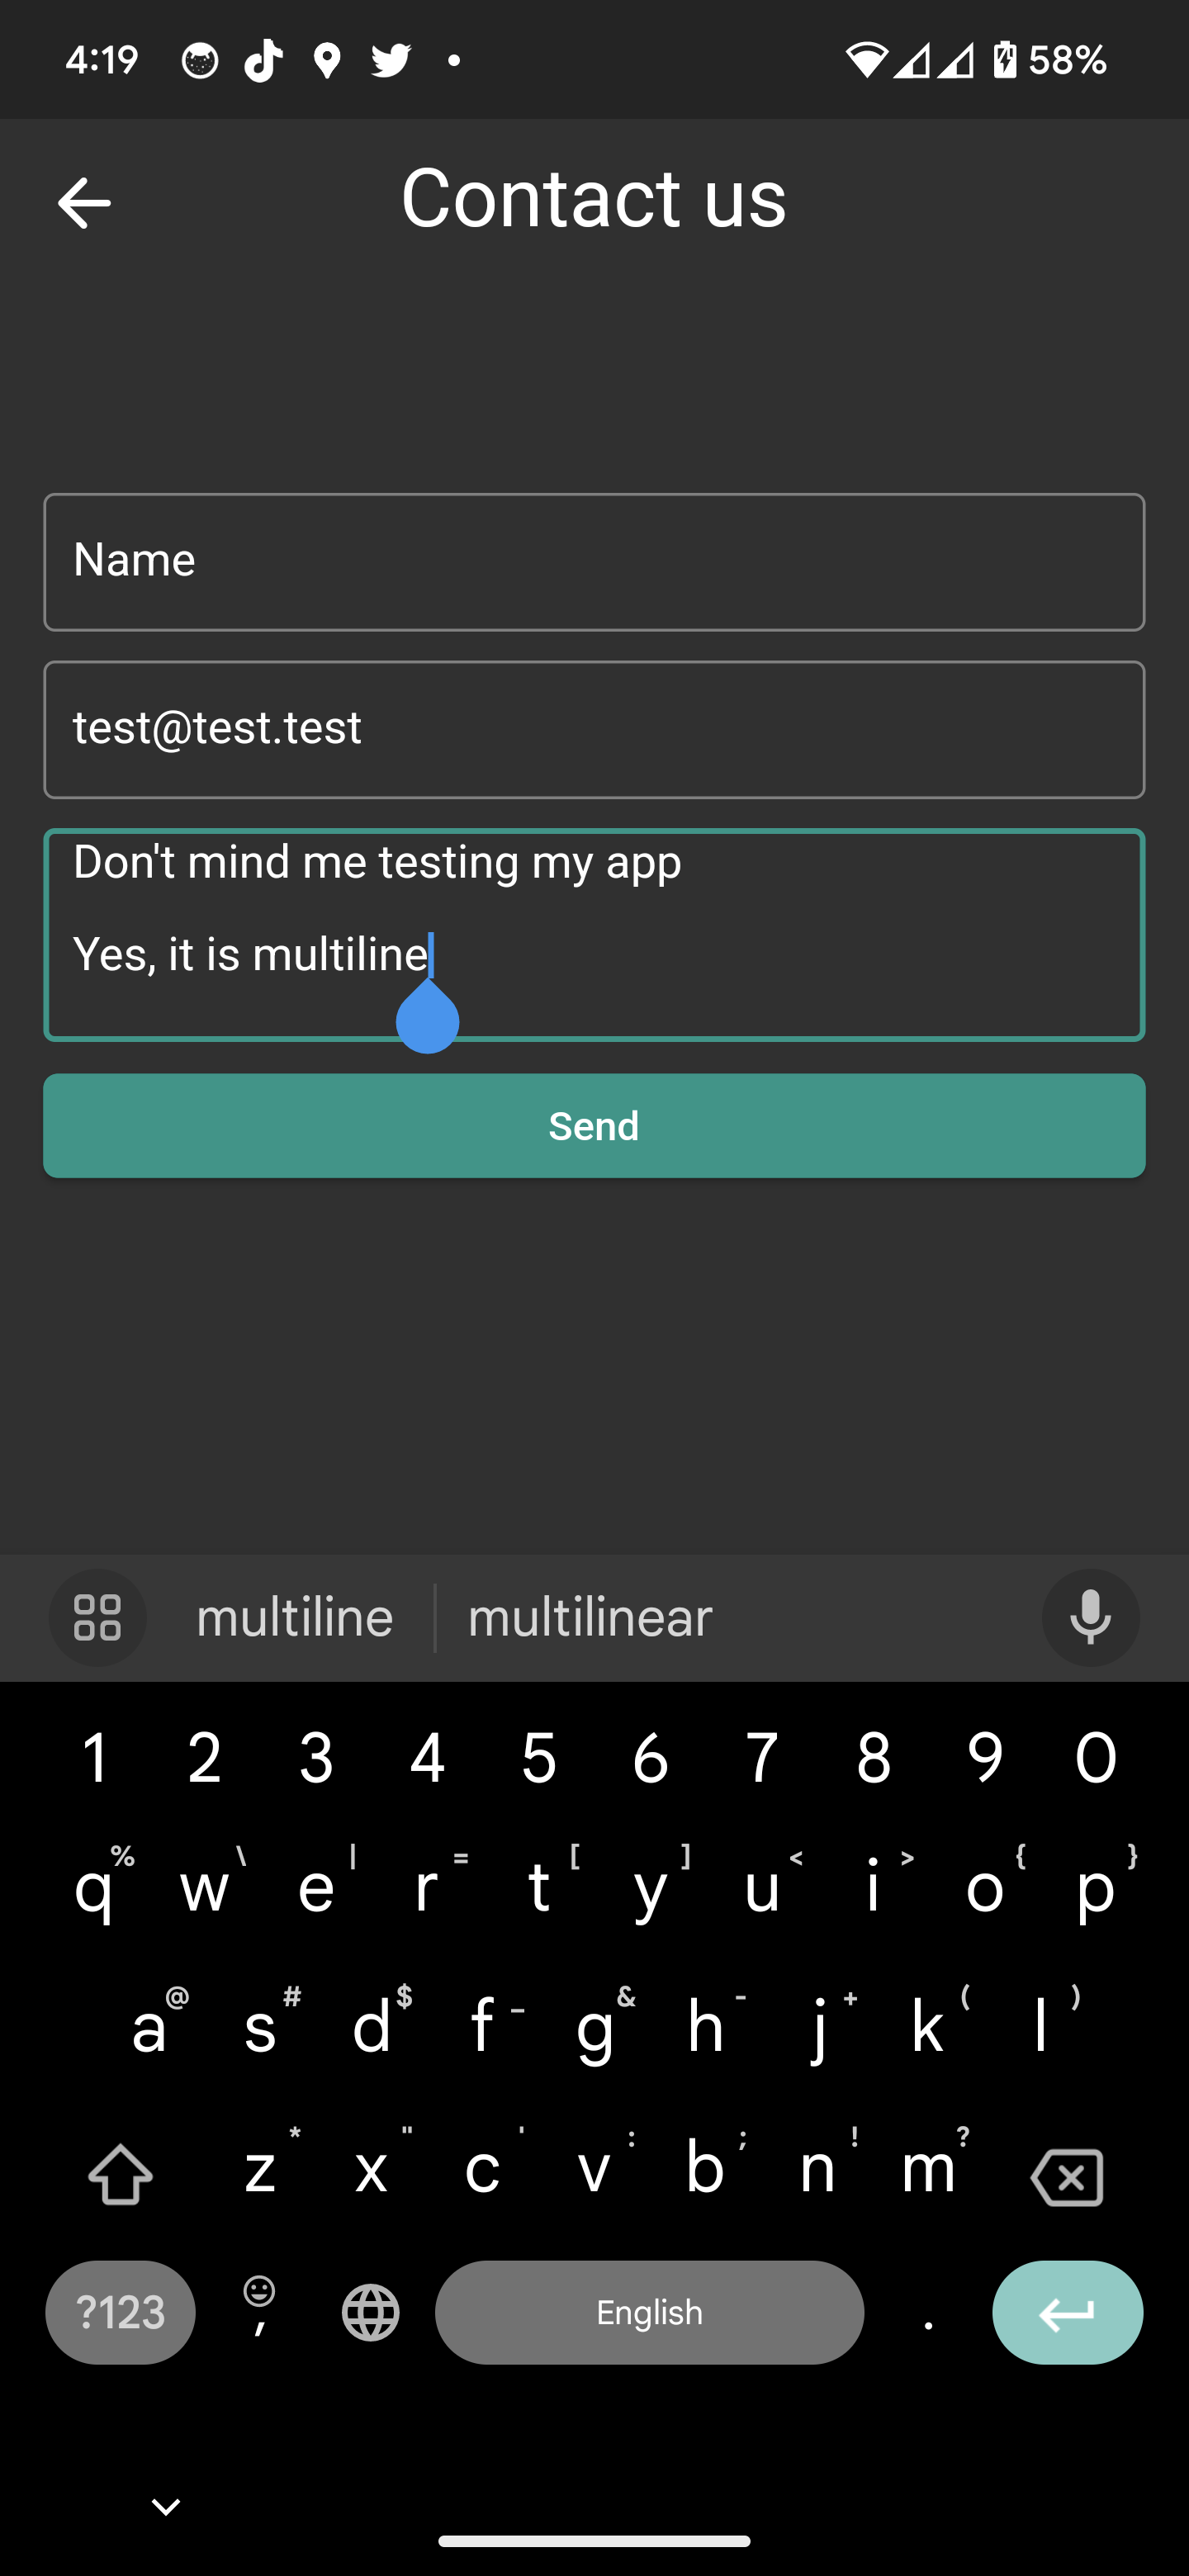 4:19
58%
Contact us
Name
test@test.test
Don't mind me testing my app
Yes, it is multiline
Send
multiline multilinear
1 2 3 4 5 6 7 8 9 0
q% w\ e| r= t[ y] u< i> o{ p}
a@ s# d$ f_ g& h- j+ k( l)
z* x" c' v: b; n! m?
?123 , English .